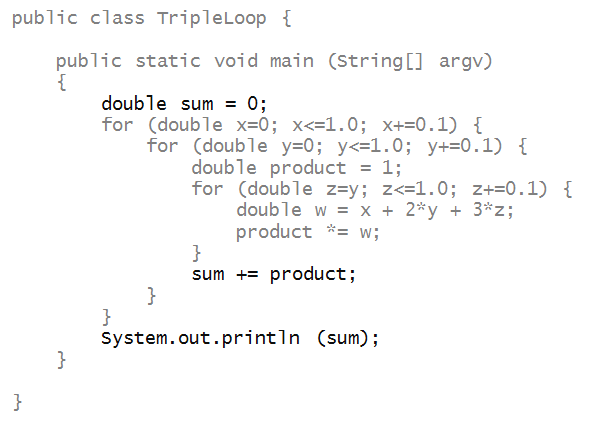 public class TripleLoop {
public static void main (String[] argv)
{
double sum = 0;
for (double x=0; x<=1.0; x+=0.1) {
for (double y=0; y<=1.0; y+=0.1) {
double product = 1;
for (double z=y; z<=1.0; z+=0.1) {
double w = x + 2*y + 3*z;
product *= w;
}
sum += product;
}
}
System.out.println (sum);
}
}